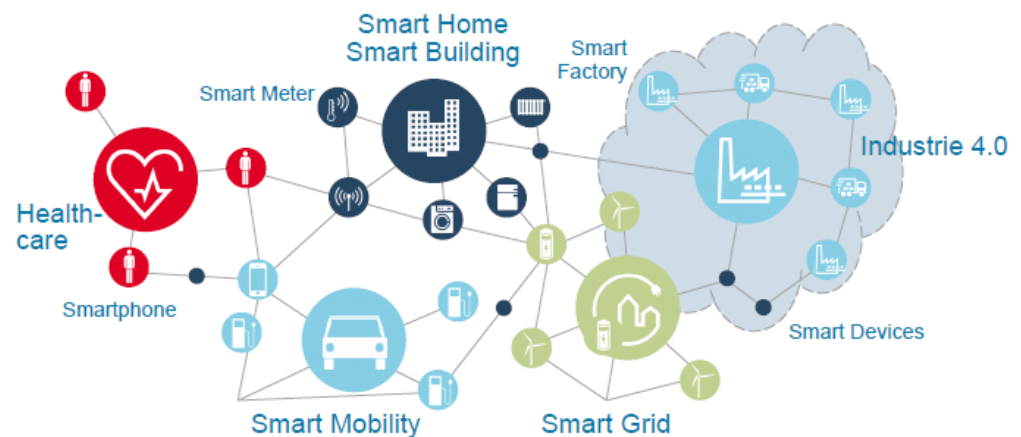 Smart Home
Smart Building
Smart
Factory
Smart Meter
Industrie 4.0
Health-
care
Smartphone
Smart Devices
Smart Mobility
Smart Grid